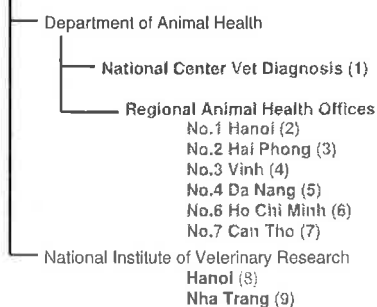 Department of Animal Health
National Center Vet Diagnosis (1)
Regional Animal Health Offices
No.1 Hanoi (2)
No.2 Hai Phong (3)
No.3 Vinh (4)
No.4 Da Nang (5)
No.6 Ho Chi Minh (6)
No.7 Can Tho (7)
National Institute of Veterinary Research
Hanoi (8)
Nha Trang (9)